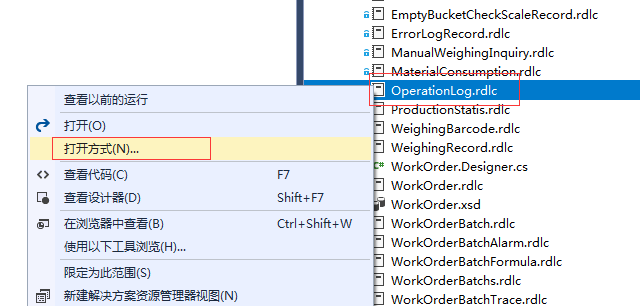 EmptyBucketCheckScaleRecord.rdlc
ErrorLogRecord.rdlc
ManualWeighingInquiry.rdlc
MaterialConsumption.rdlc
OperationLog.rdlc
ProductionStatis.rdlc
WeighingBarcode.rdlc
WeighingRecord.rdlc
C# WorkOrder.Designer.cs
WorkOrder.rdlc
WorkOrder.xsd
WorkOrderBatch.rdlc
WorkOrderBatchAlarm.rdlc
WorkOrderBatchFormula.rdlc
WorkOrderBatchs.rdlc
WorkOrderBatchTrace.rdlc
查看以前的运行
打开(O)
打开方式(N)...
查看代码(C) F7
查看设计器(D) Shift+F7
在浏览器中查看(B) Ctrl+Shift+W
使用以下工具浏览(H)...
限定为此范围(S)
新建解决方案资源管理器视图(N)